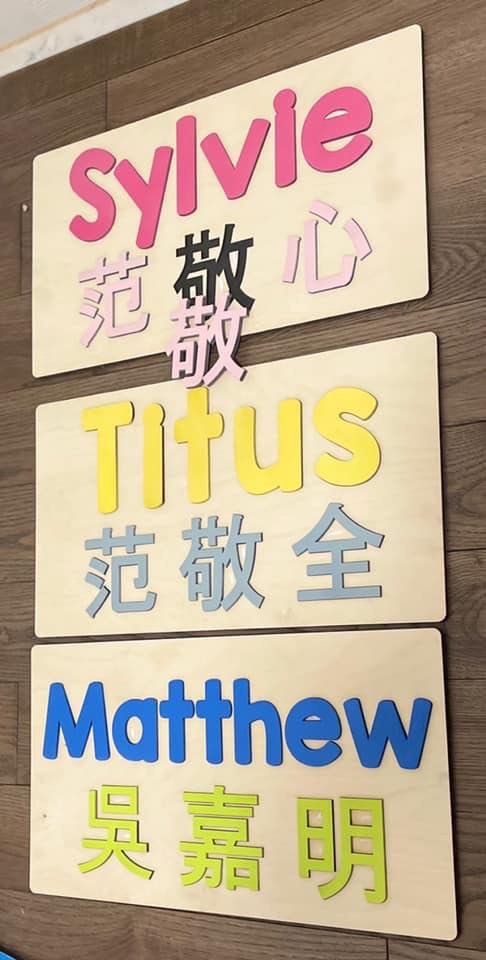 Sylvie
范敬心
敬
Titus
范敬全
Matthew
吳嘉明